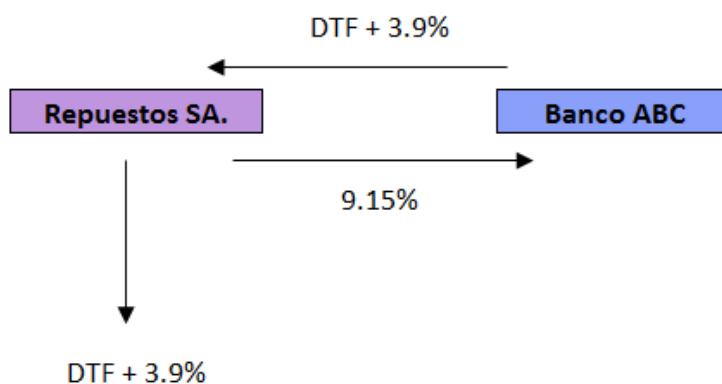 DTF + 3.9%
Repuestos SA.
Banco ABC
9.15%
DTF + 3.9%